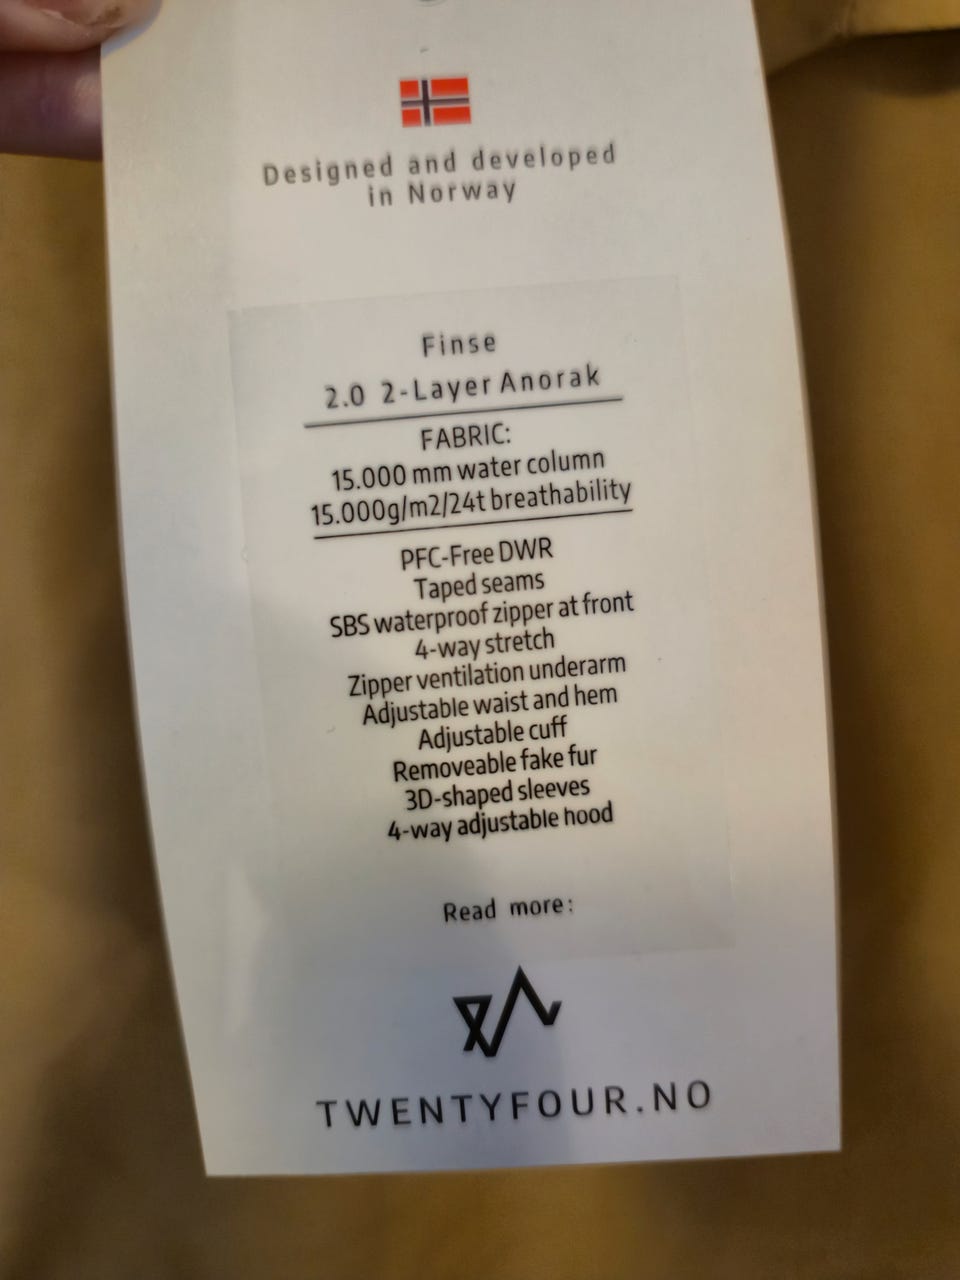 Designed and developed
in Norway
Finse
2.0 2-Layer Anorak
FABRIC:
15.000 mm water column
15.000g/m2/24t breathability
PFC-Free DWR
Taped seams
SBS waterproof zipper at front
4-way stretch
Zipper ventilation underarm
Adjustable waist and hem
Adjustable cuff
Removeable fake fur
3D-shaped sleeves
4-way adjustable hood
Read more:
TWENTYFOUR.NO